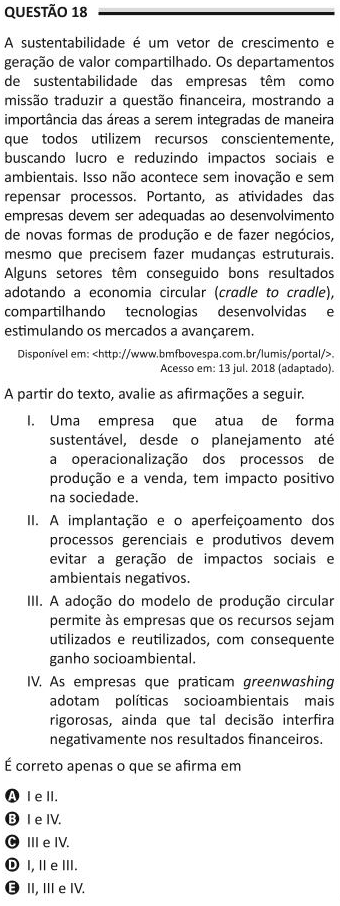 QUESTÃO 18
A sustentabilidade é um vetor de crescimento e
geração de valor compartilhado. Os departamentos
de sustentabilidade das empresas têm como
missão traduzir a questão financeira, mostrando a
importância das áreas a serem integradas de maneira
que todos utilizem recursos conscientemente,
buscando lucro e reduzindo impactos sociais e
ambientais. Isso não acontece sem inovação e sem
repensar processos. Portanto, as atividades das
empresas devem ser adequadas ao desenvolvimento
de novas formas de produção e de fazer negócios,
mesmo que precisem fazer mudanças estruturais.
Alguns setores têm conseguido bons resultados
adotando a economia circular (cradle to cradle),
compartilhando tecnologias desenvolvidas e
estimulando os mercados a avançarem.
Disponível em: <http://www.bmfbovespa.com.br/lumis/portal/>.
Acesso em: 13 jul. 2018 (adaptado).
A partir do texto, avalie as afirmações a seguir.
I. Uma empresa que atua de forma
sustentável, desde o planejamento até
a operacionalização dos processos de
produção e a venda, tem impacto positivo
na sociedade.
II. A implantação e o aperfeiçoamento dos
processos gerenciais e produtivos devem
evitar a geração de impactos sociais e
ambientais negativos.
III. A adoção do modelo de produção circular
permite às empresas que os recursos sejam
utilizados e reutilizados, com consequente
ganho socioambiental.
IV. As empresas que praticam greenwashing
adotam políticas socioambientais mais
rigorosas, ainda que tal decisão interfira
negativamente nos resultados financeiros.
É correto apenas o que se afirma em
A I e II.
B I e IV.
C III e IV.
D I, II e III.
E II, III e IV.